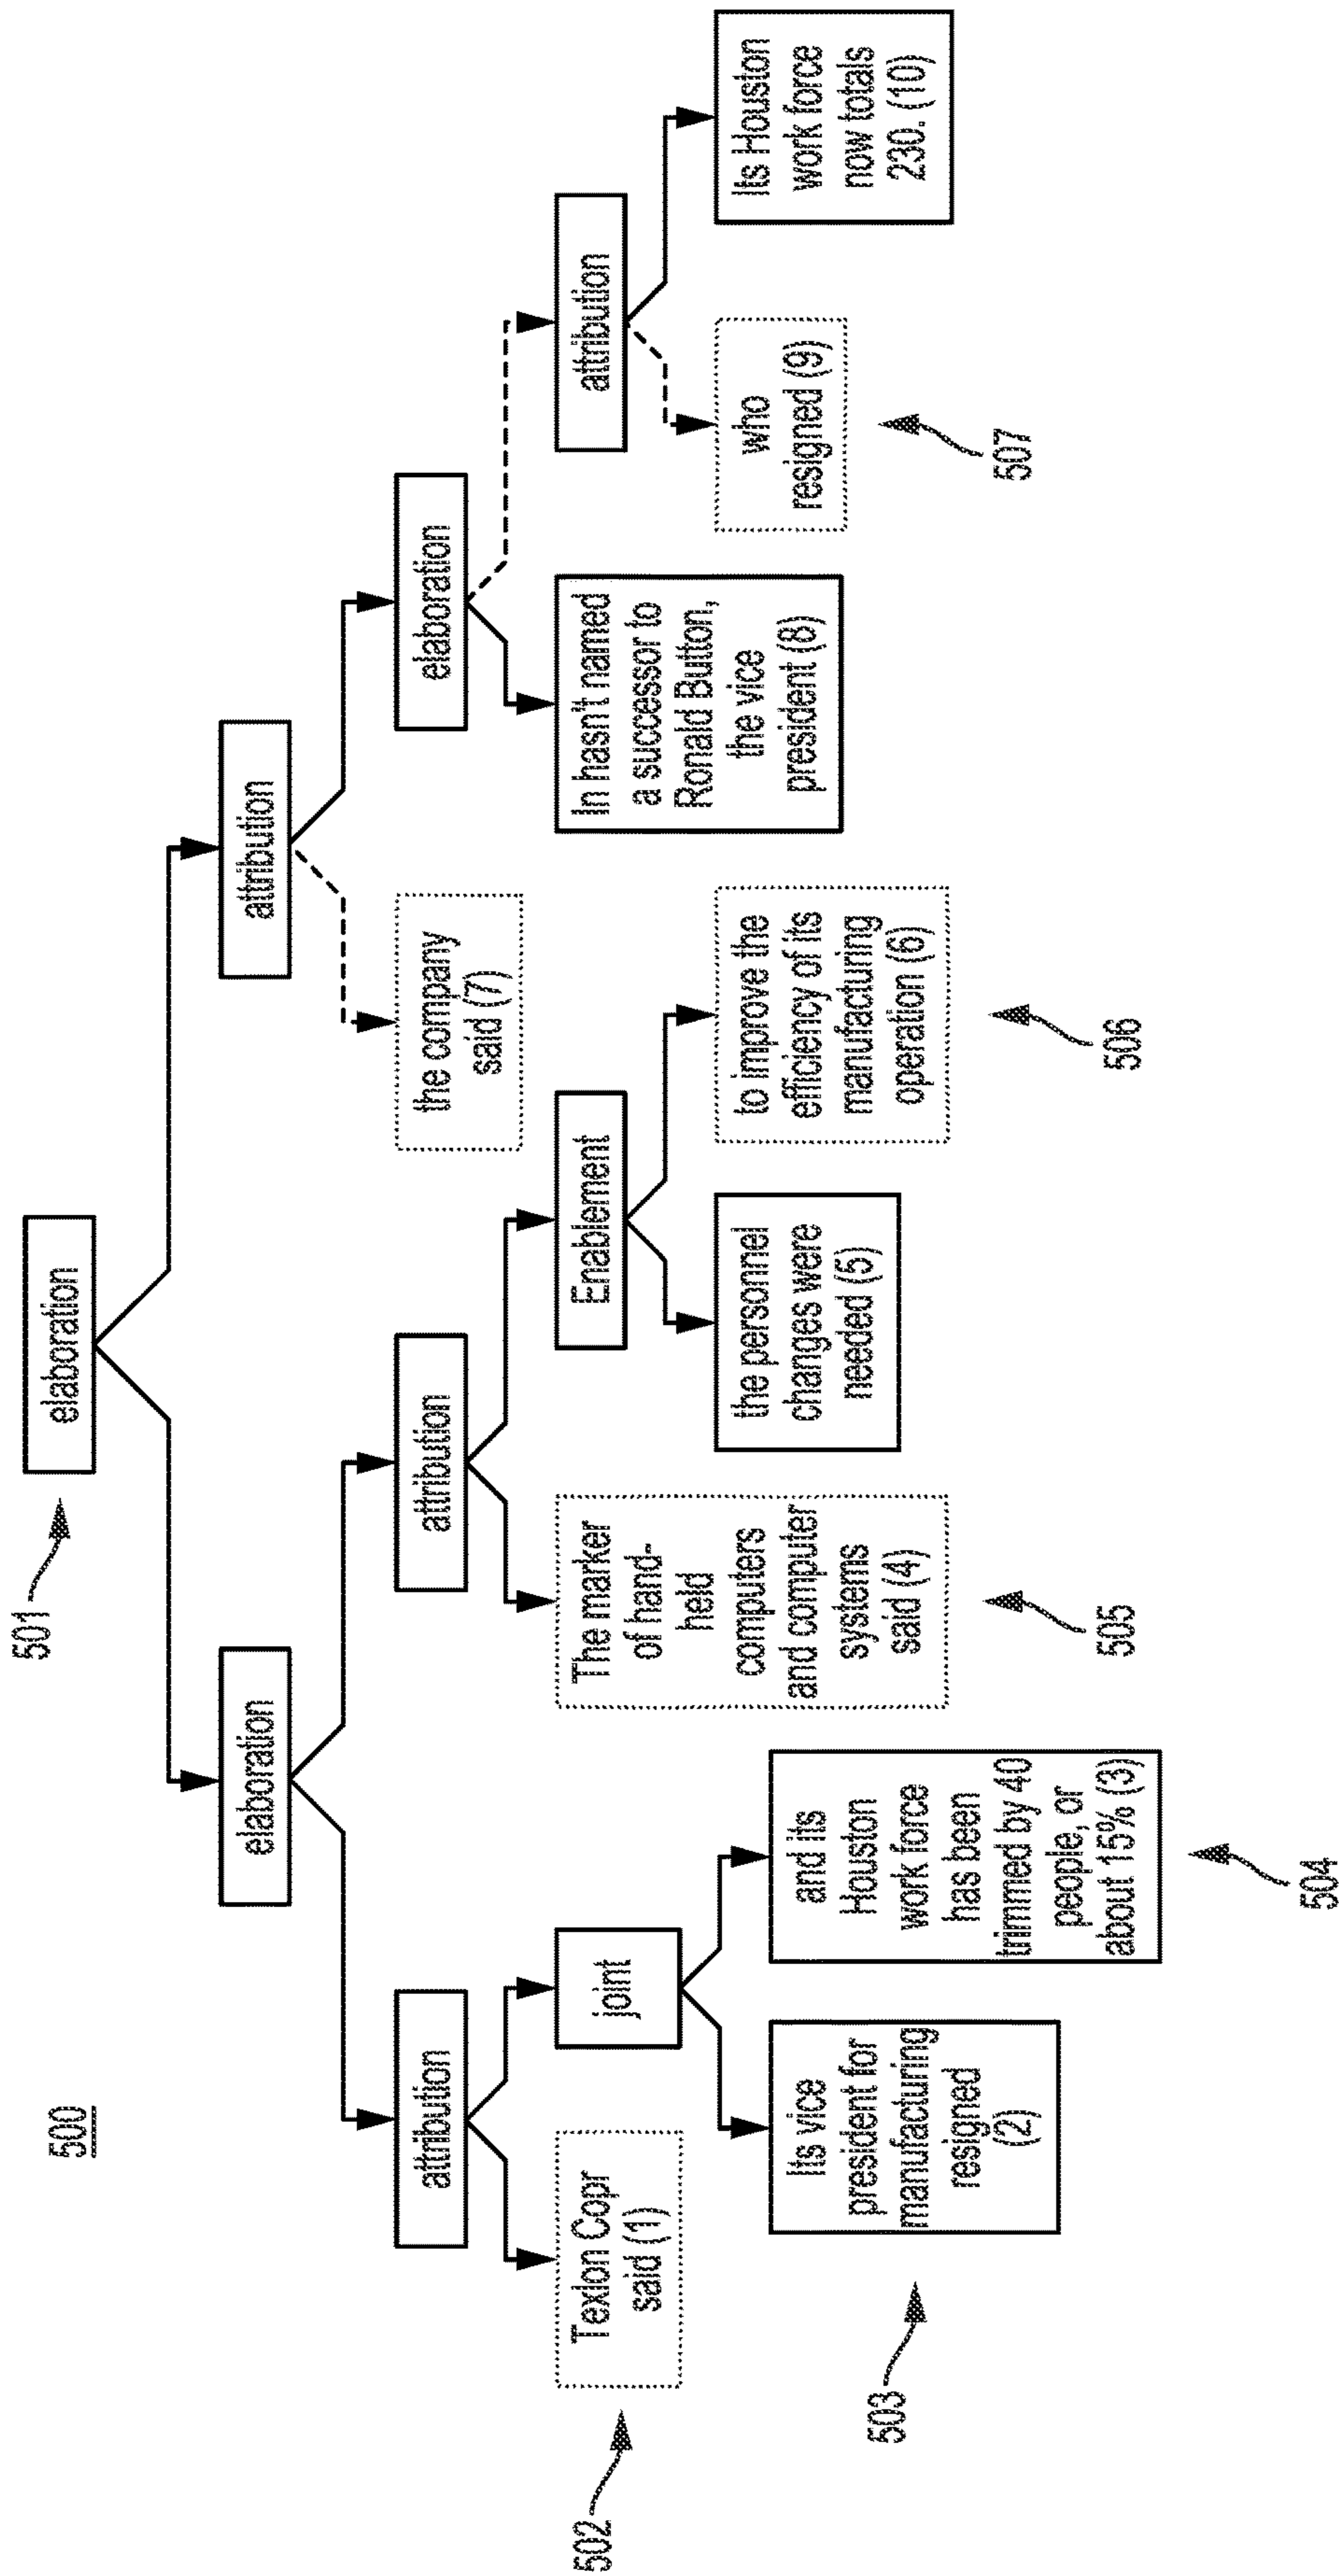 500
501
elaboration
elaboration
attribution
attribution
attribution
the company
said (7)
elaboration
502
Texlon Copr
said (1)
joint
The marker
of hand-
held
computers
and computer
systems
said (4)
505
Enablement
In hasn't named
a successor to
Ronald Button,
the vice
president (8)
attribution
503
Its vice
president for
manufacturing
resigned
(2)
and its
Houston
work force
has been
trimmed by 40
people, or
about 15% (3)
504
the personnel
changes were
needed (5)
to improve the
efficiency of its
manufacturing
operation (6)
506
who
resigned (9)
507
Its Houston
work force
now totals
230. (10)